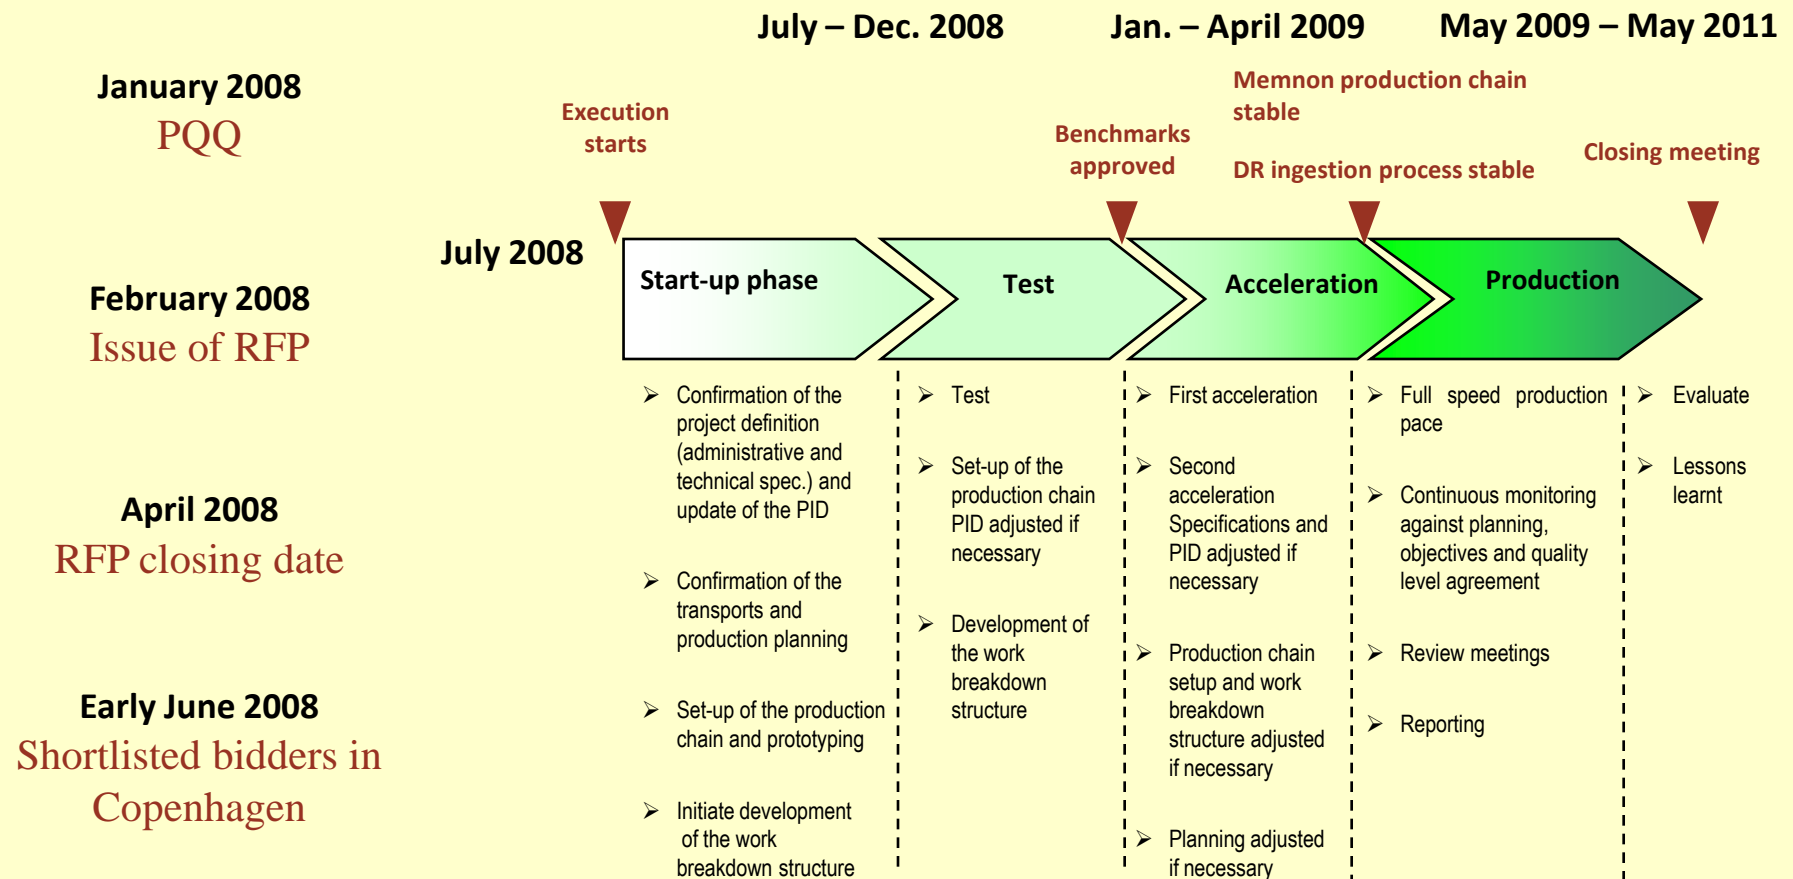 July – Dec. 2008
Jan. – April 2009
May 2009 – May 2011
January 2008
PQQ
February 2008
Issue of RFP
April 2008
RFP closing date
Early June 2008
Shortlisted bidders in
Copenhagen
July 2008
Execution
starts
Benchmarks
approved
Memnon production chain
stable
DR ingestion process stable
Closing meeting
Start-up phase
Test
Acceleration
Production
➢ Confirmation of the
project definition
(administrative and
technical spec.) and
update of the PID
➢ Confirmation of the
transports and
production planning
➢ Set-up of the production
chain and prototyping
➢ Initiate development
of the work
breakdown structure
➢ Test
➢ Set-up of the
production chain
PID adjusted if
necessary
➢ Development of
the work
breakdown
structure
➢ First acceleration
➢ Second
acceleration
Specifications and
PID adjusted if
necessary
➢ Production chain
setup and work
breakdown
structure adjusted
if necessary
➢ Planning adjusted
if necessary
➢ Full speed production
pace
➢ Continuous monitoring
against planning,
objectives and quality
level agreement
➢ Review meetings
➢ Reporting
➢ Evaluate
➢ Lessons
learnt